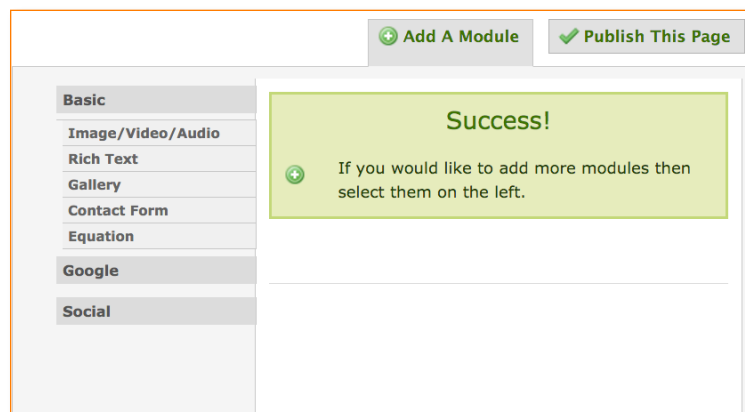 Add A Module
Publish This Page
Basic
Image/Video/Audio
Rich Text
Gallery
Contact Form
Equation
Google
Social
Success!
If you would like to add more modules then
select them on the left.